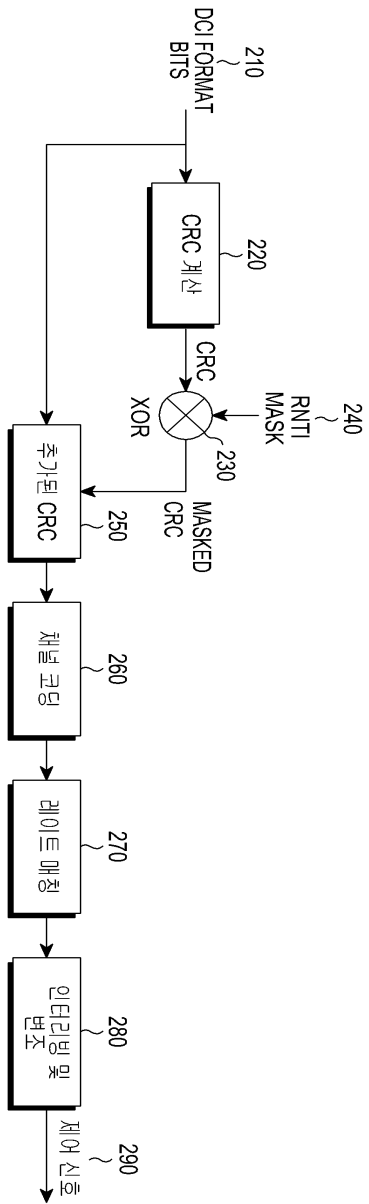 210
DCI FORMAT
BITS
220
CRC 계산
CRC
240
RNTI
MASK
230
XOR
MASKED
CRC
추가된 CRC
250
채널 코딩
260
레이트 매칭
270
인터리빙 및
변조
280
제어 신호
290